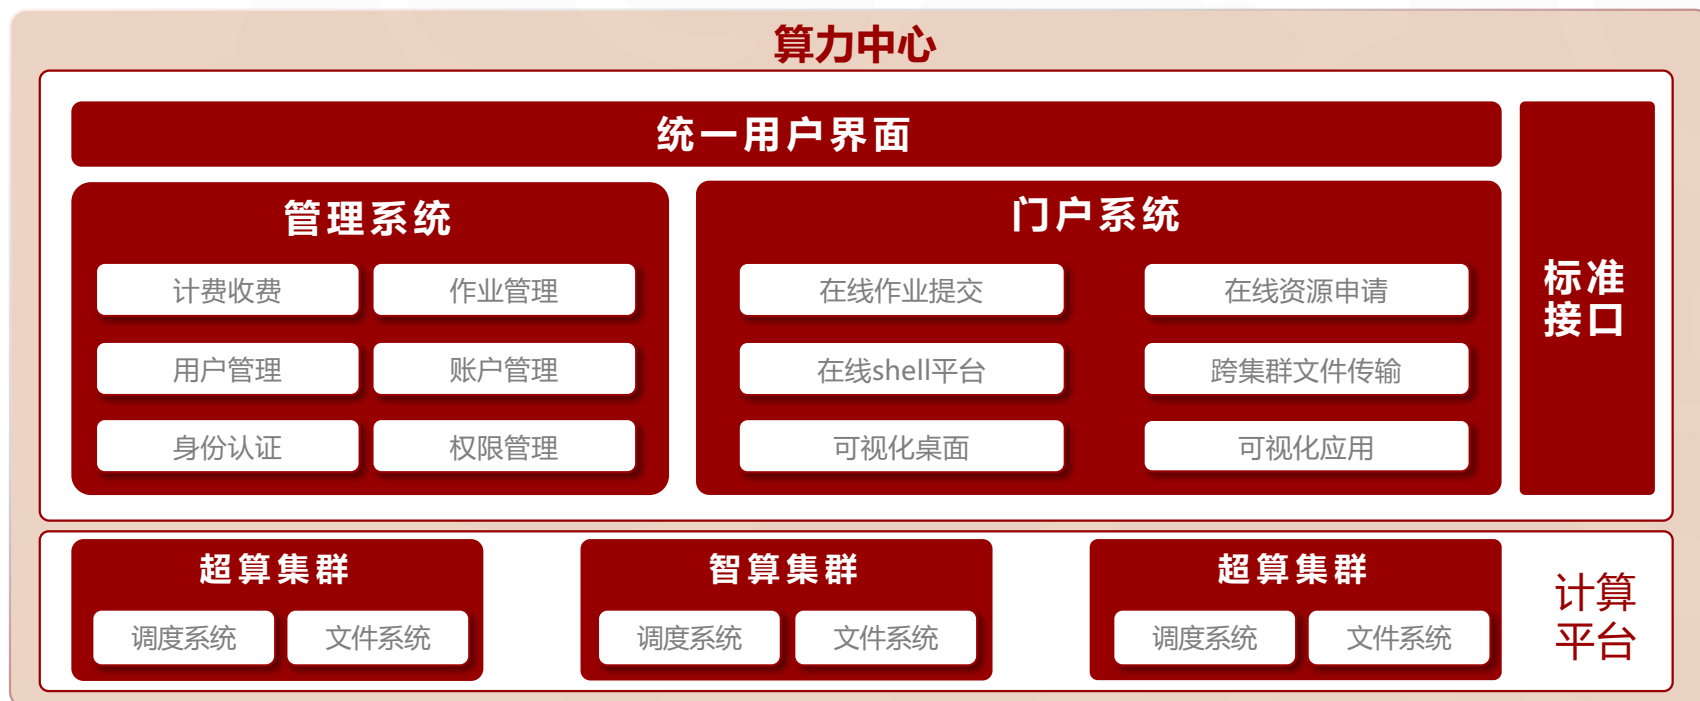 算力中心
统一用户界面
管理系统
计费收费
作业管理
用户管理
账户管理
身份认证
权限管理
门户系统
在线作业提交
在线资源申请
在线shell平台
跨集群文件传输
可视化桌面
可视化应用
标准
接口
超算集群
调度系统
文件系统
智算集群
调度系统
文件系统
超算集群
调度系统
文件系统
计算
平台